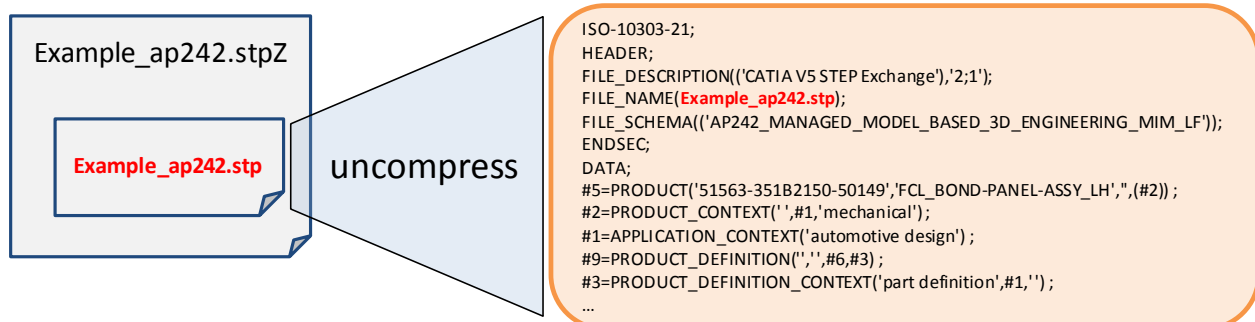 Example_ap242.stpZ
Example_ap242.stp
uncompress
ISO-10303-21;
HEADER;
FILE_DESCRIPTION(('CATIA V5 STEP Exchange'),'2;1');
FILE_NAME(Example_ap242.stp);
FILE_SCHEMA(('AP242_MANAGED_MODEL_BASED_3D_ENGINEERING_MIM_LF'));
ENDSEC;
DATA;
#5=PRODUCT('51563-351B2150-50149','FCL_BOND-PANEL-ASSY_LH','',(#2)) ;
#2=PRODUCT_CONTEXT(' ',#1,'mechanical') ;
#1=APPLICATION_CONTEXT('automotive design') ;
#9=PRODUCT_DEFINITION('',' ',#6,#3) ;
#3=PRODUCT_DEFINITION_CONTEXT('part definition',#1,' ') ;
...